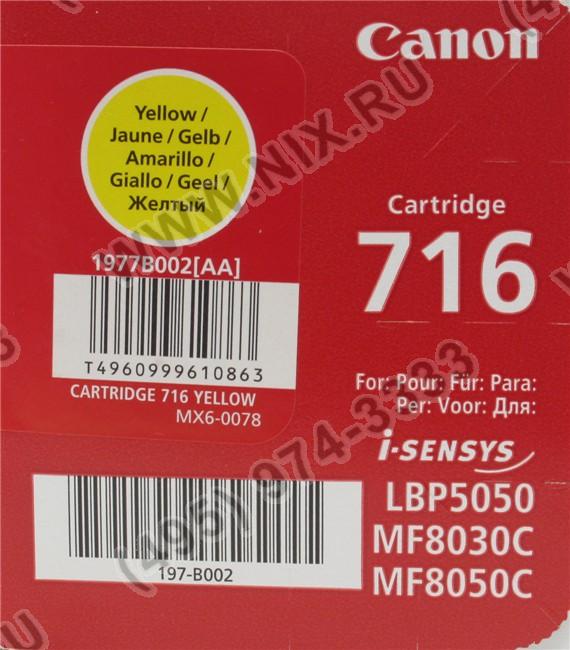 Canon
Yellow /
Jaune / Gelb /
Amarillo /
Giallo / Geel /
Желтый
1977B002[AA]
T4960999610863
CARTRIDGE 716 YELLOW
MX6-0078
Cartridge
716
For: Pour: Für: Para:
Per: Voor: Для:
i-SENSYS
LBP5050
MF8030C
MF8050C
197-B002
WWW.NIX.RU
(495) 974-3333